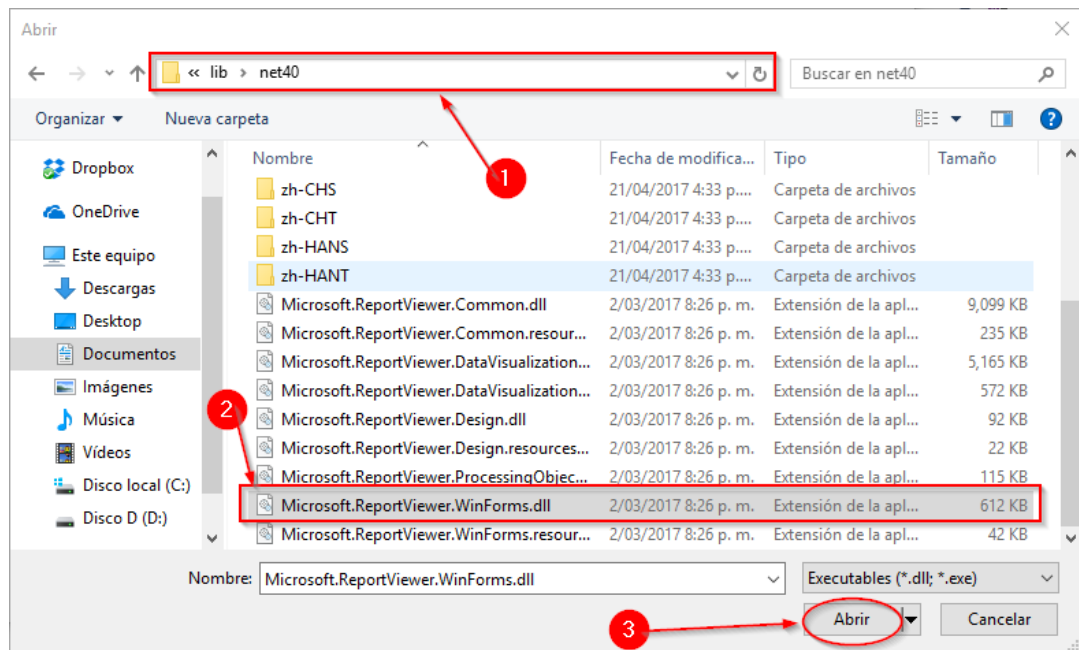 Abrir
« lib > net40
Buscar en net40
Organizar Nueva carpeta
Dropbox
OneDrive
Este equipo
Descargas
Desktop
Documentos
Imágenes
Música
Vídeos
Disco local (C:)
Disco D (D:)
Nombre Fecha de modifica... Tipo Tamaño
zh-CHS 21/04/2017 4:33 p.... Carpeta de archivos
zh-CHT 21/04/2017 4:33 p.... Carpeta de archivos
zh-HANS 21/04/2017 4:33 p.... Carpeta de archivos
zh-HANT 21/04/2017 4:33 p.... Carpeta de archivos
Microsoft.ReportViewer.Common.dll 2/03/2017 8:26 p. m. Extensión de la apl... 9,099 KB
Microsoft.ReportViewer.Common.resour... 2/03/2017 8:26 p. m. Extensión de la apl... 235 KB
Microsoft.ReportViewer.DataVisualization... 2/03/2017 8:26 p. m. Extensión de la apl... 5,165 KB
Microsoft.ReportViewer.DataVisualization... 2/03/2017 8:26 p. m. Extensión de la apl... 572 KB
Microsoft.ReportViewer.Design.dll 2/03/2017 8:26 p. m. Extensión de la apl... 92 KB
Microsoft.ReportViewer.Design.resources... 2/03/2017 8:26 p. m. Extensión de la apl... 22 KB
Microsoft.ReportViewer.ProcessingObjec... 2/03/2017 8:26 p. m. Extensión de la apl... 115 KB
Microsoft.ReportViewer.WinForms.dll 2/03/2017 8:26 p. m. Extensión de la apl... 612 KB
Microsoft.ReportViewer.WinForms.resour... 2/03/2017 8:26 p. m. Extensión de la apl... 42 KB
1
2
Nombre: Microsoft.ReportViewer.WinForms.dll Executables (*.dll; *.exe)
3
Abrir Cancelar